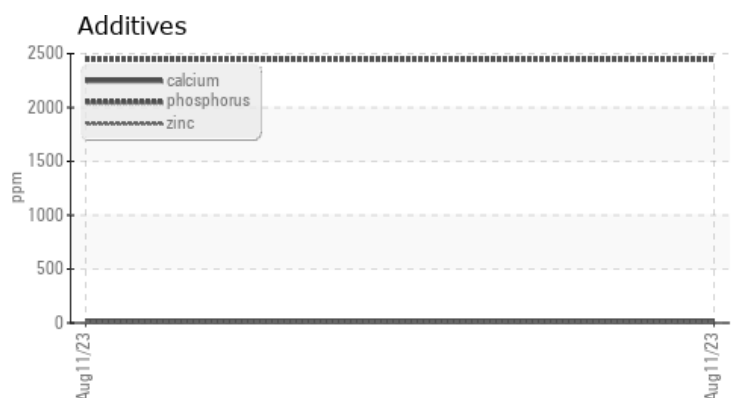 Additives
2500
2000
1500
1000
500
0
ppm
calcium
phosphorus
zinc
Aug11/23
Aug11/23